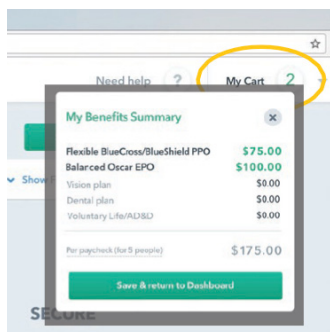 Need help ?
My Cart 2
My Benefits Summary
Flexible BlueCross/BlueShield PPO $75.00
Balanced Oscar EPO $100.00
Vision plan $0.00
Dental plan $0.00
Voluntary Life/AD&D $0.00
Per paycheck (for 5 people) $175.00
Save & return to Dashboard
Show
SECURE